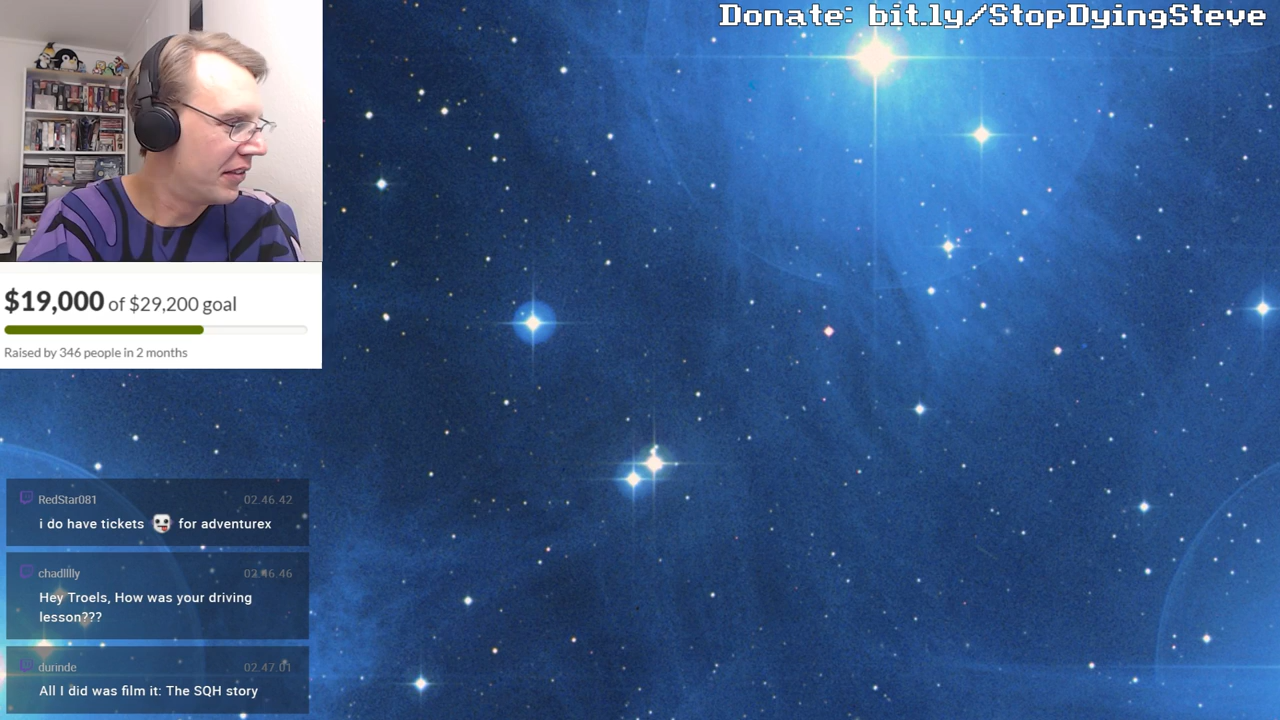 Donate: bit.ly/StopDyingSteve
$19,000 of $29,200 goal
Raised by 346 people in 2 months
RedStar081 02.46.42
i do have tickets for adventurex
chadlllly 02.46.46
Hey Troels, How was your driving
lesson???
durinde 02.47.01
All I did was film it: The SQH story